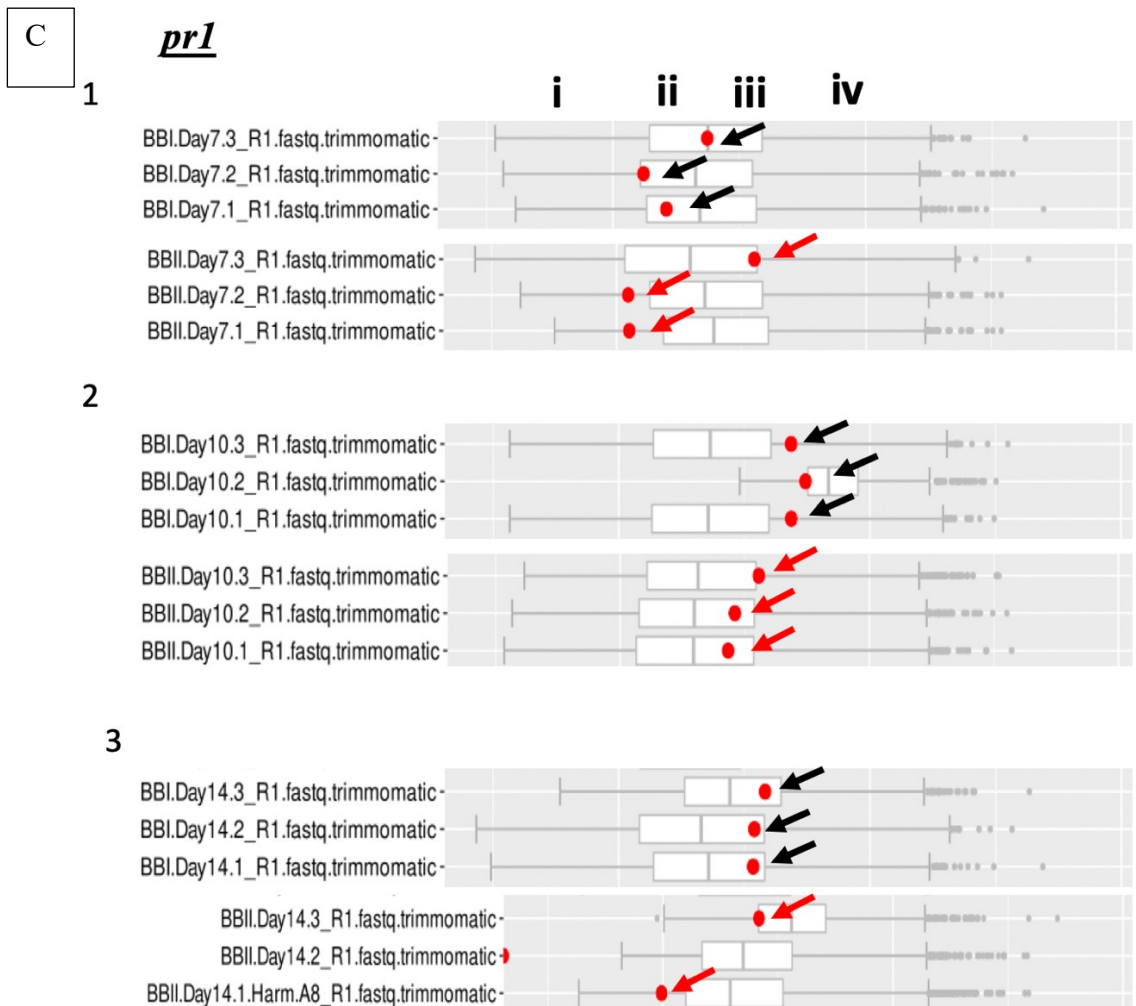 C
pr1
i ii iii iv
1
BBI.Day7.3_R1.fastq.trimmomatic
BBI.Day7.2_R1.fastq.trimmomatic
BBI.Day7.1_R1.fastq.trimmomatic
BBII.Day7.3_R1.fastq.trimmomatic
BBII.Day7.2_R1.fastq.trimmomatic
BBII.Day7.1_R1.fastq.trimmomatic
2
BBI.Day10.3_R1.fastq.trimmomatic
BBI.Day10.2_R1.fastq.trimmomatic
BBI.Day10.1_R1.fastq.trimmomatic
BBII.Day10.3_R1.fastq.trimmomatic
BBII.Day10.2_R1.fastq.trimmomatic
BBII.Day10.1_R1.fastq.trimmomatic
3
BBI.Day14.3_R1.fastq.trimmomatic
BBI.Day14.2_R1.fastq.trimmomatic
BBI.Day14.1_R1.fastq.trimmomatic
BBII.Day14.3_R1.fastq.trimmomatic
BBII.Day14.2_R1.fastq.trimmomatic
BBII.Day14.1.Harm.A8_R1.fastq.trimmomatic